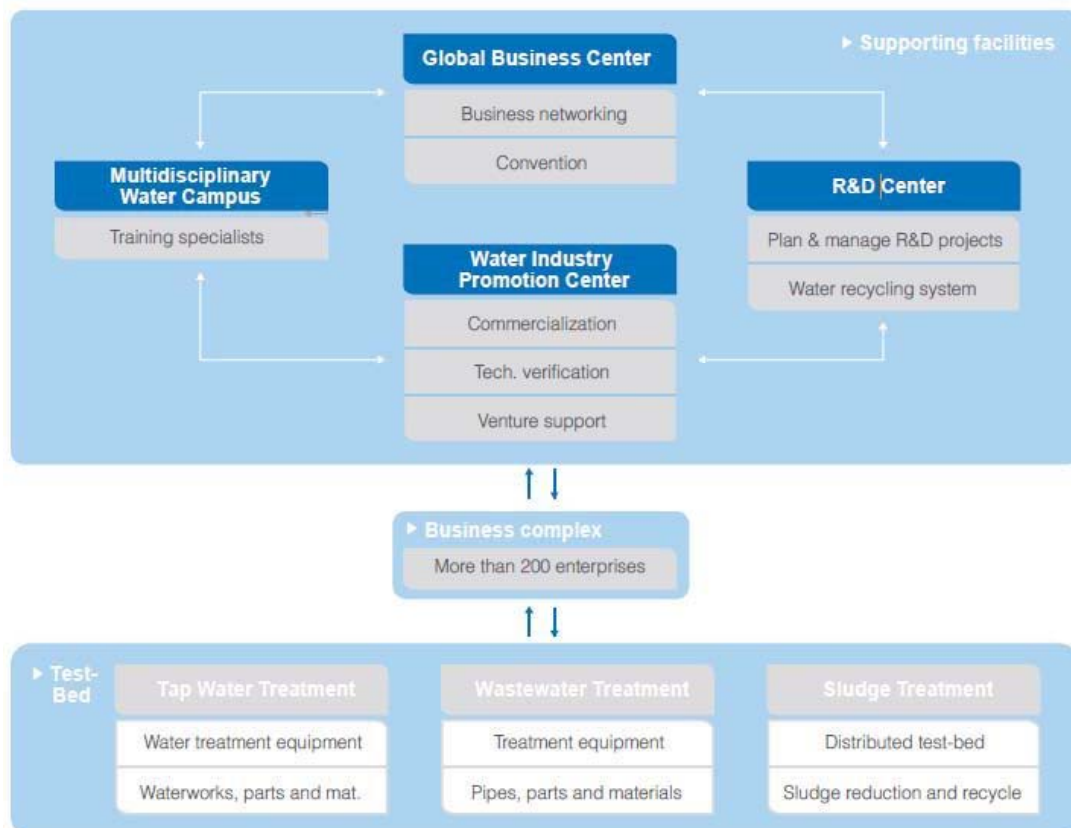 Supporting facilities
Global Business Center
Business networking
Convention
Multidisciplinary
Water Campus
Training specialists
R&D Center
Plan & manage R&D projects
Water recycling system
Water Industry
Promotion Center
Commercialization
Tech. verification
Venture support
Business complex
More than 200 enterprises
Test-
Bed
Tap Water Treatment
Water treatment equipment
Waterworks, parts and mat.
Wastewater Treatment
Treatment equipment
Pipes, parts and materials
Sludge Treatment
Distributed test-bed
Sludge reduction and recycle